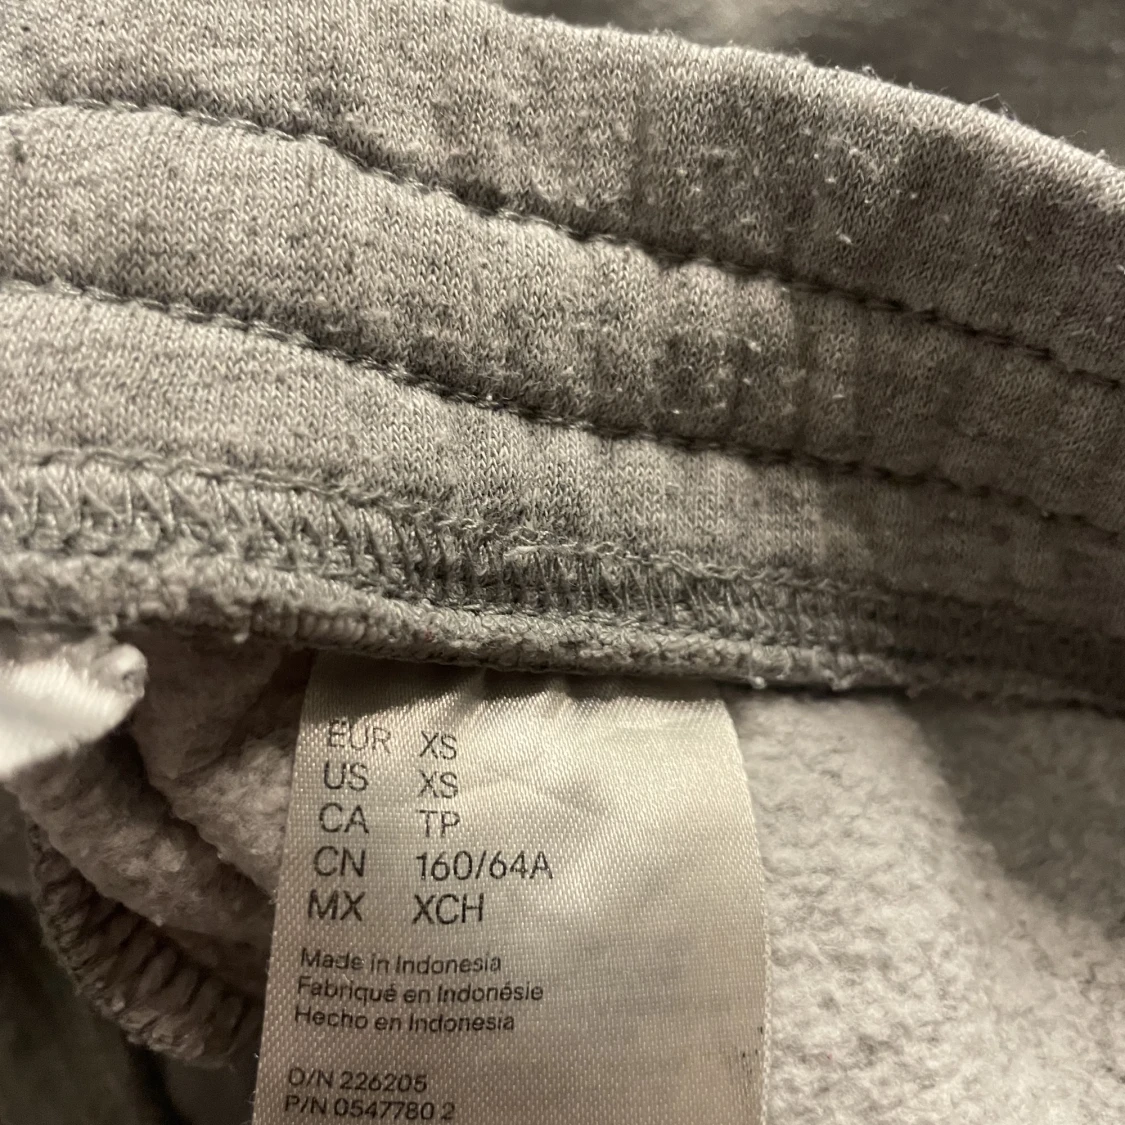 EUR XS
US XS
CA TP
CN 160/64A
MX XCH
Made in Indonesia
Fabriqué en Indonésie
Hecho en Indonesia
O/N 226205
P/N 0547780 2